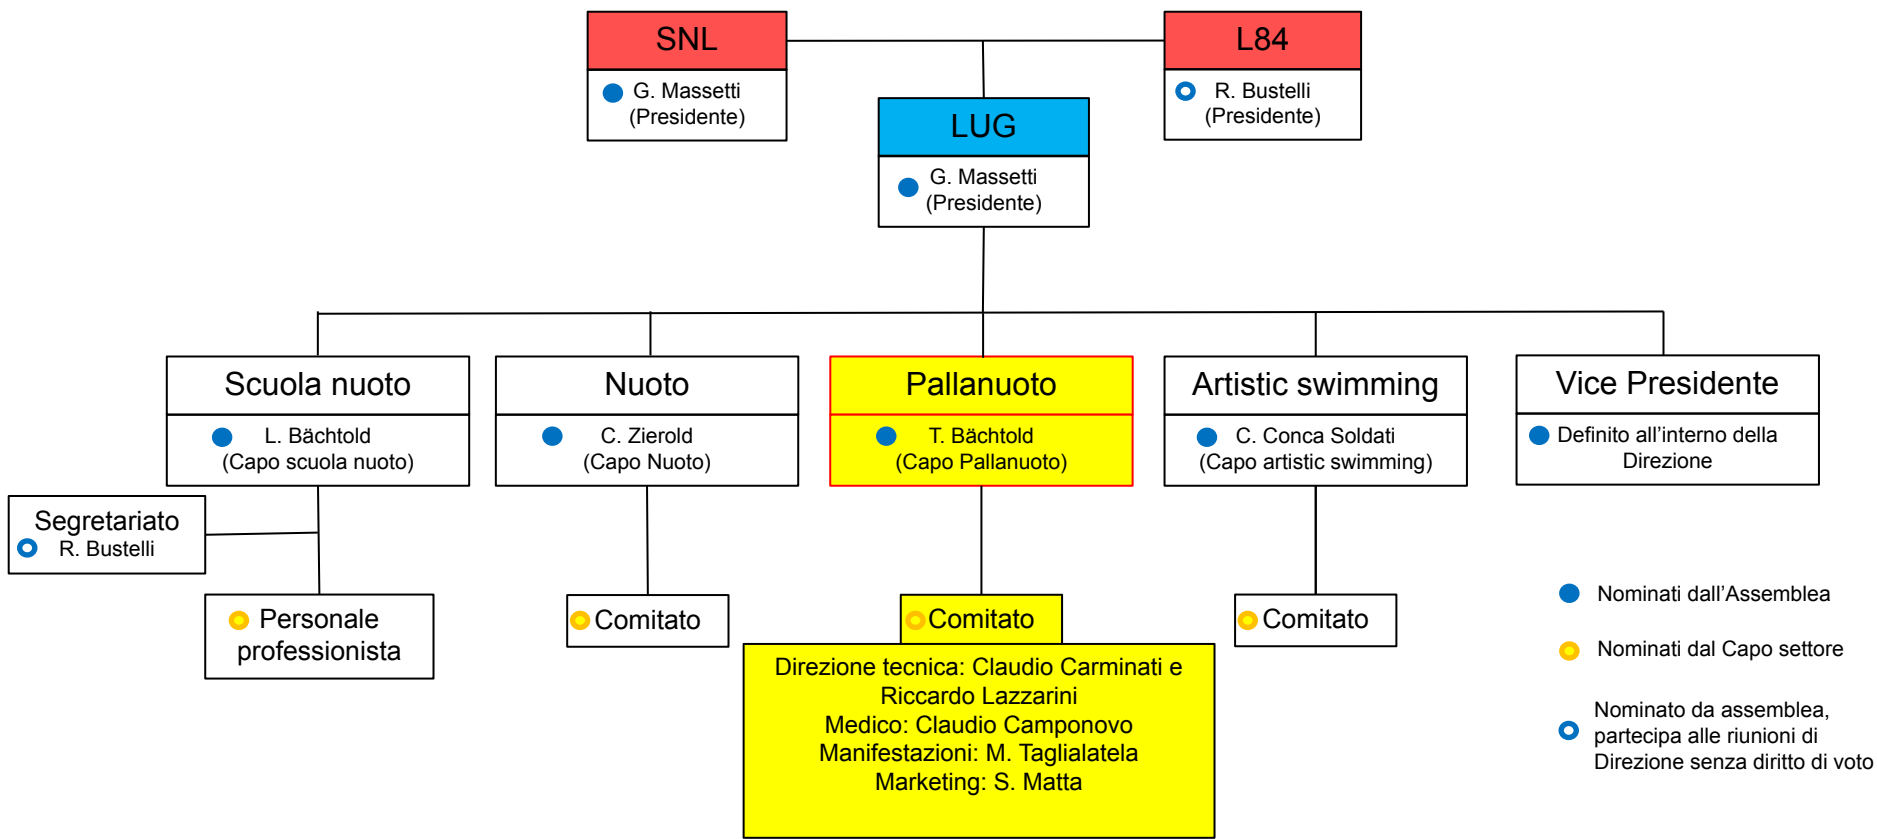 SNL
G. Massetti
(Presidente)
L84
R. Bustelli
(Presidente)
LUG
G. Massetti
(Presidente)
Scuola nuoto
L. Bächtold
(Capo scuola nuoto)
Nuoto
C. Zierold
(Capo Nuoto)
Pallanuoto
T. Bächtold
(Capo Pallanuoto)
Artistic swimming
C. Conca Soldati
(Capo artistic swimming)
Vice Presidente
Definito all'interno della
Direzione
Segretariato
R. Bustelli
Personale
professionista
Comitato
Comitato
Direzione tecnica: Claudio Carminati e
Riccardo Lazzarini
Medico: Claudio Camponovo
Manifestazioni: M. Taglialatela
Marketing: S. Matta
Comitato
Nominati dall'Assemblea
Nominati dal Capo settore
Nominato da assemblea,
partecipa alle riunioni di
Direzione senza diritto di voto